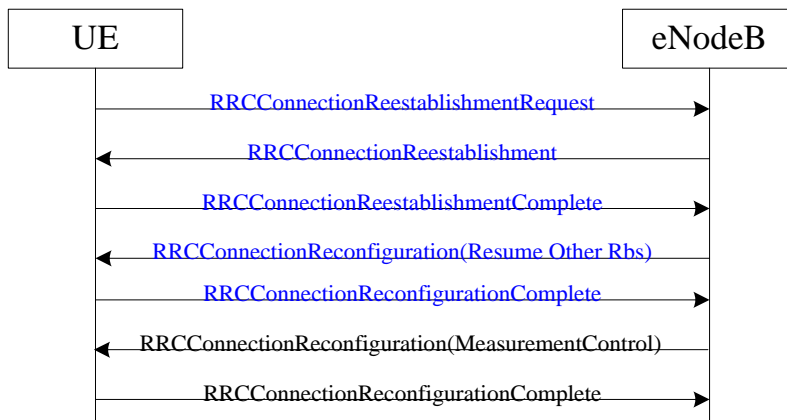 UE
eNodeB
RRCConnectionReestablishmentRequest
RRCConnectionReestablishment
RRCConnectionReestablishmentComplete
RRCConnectionReconfiguration(Resume Other Rbs)
RRCConnectionReconfigurationComplete
RRCConnectionReconfiguration(MeasurementControl)
RRCConnectionReconfigurationComplete